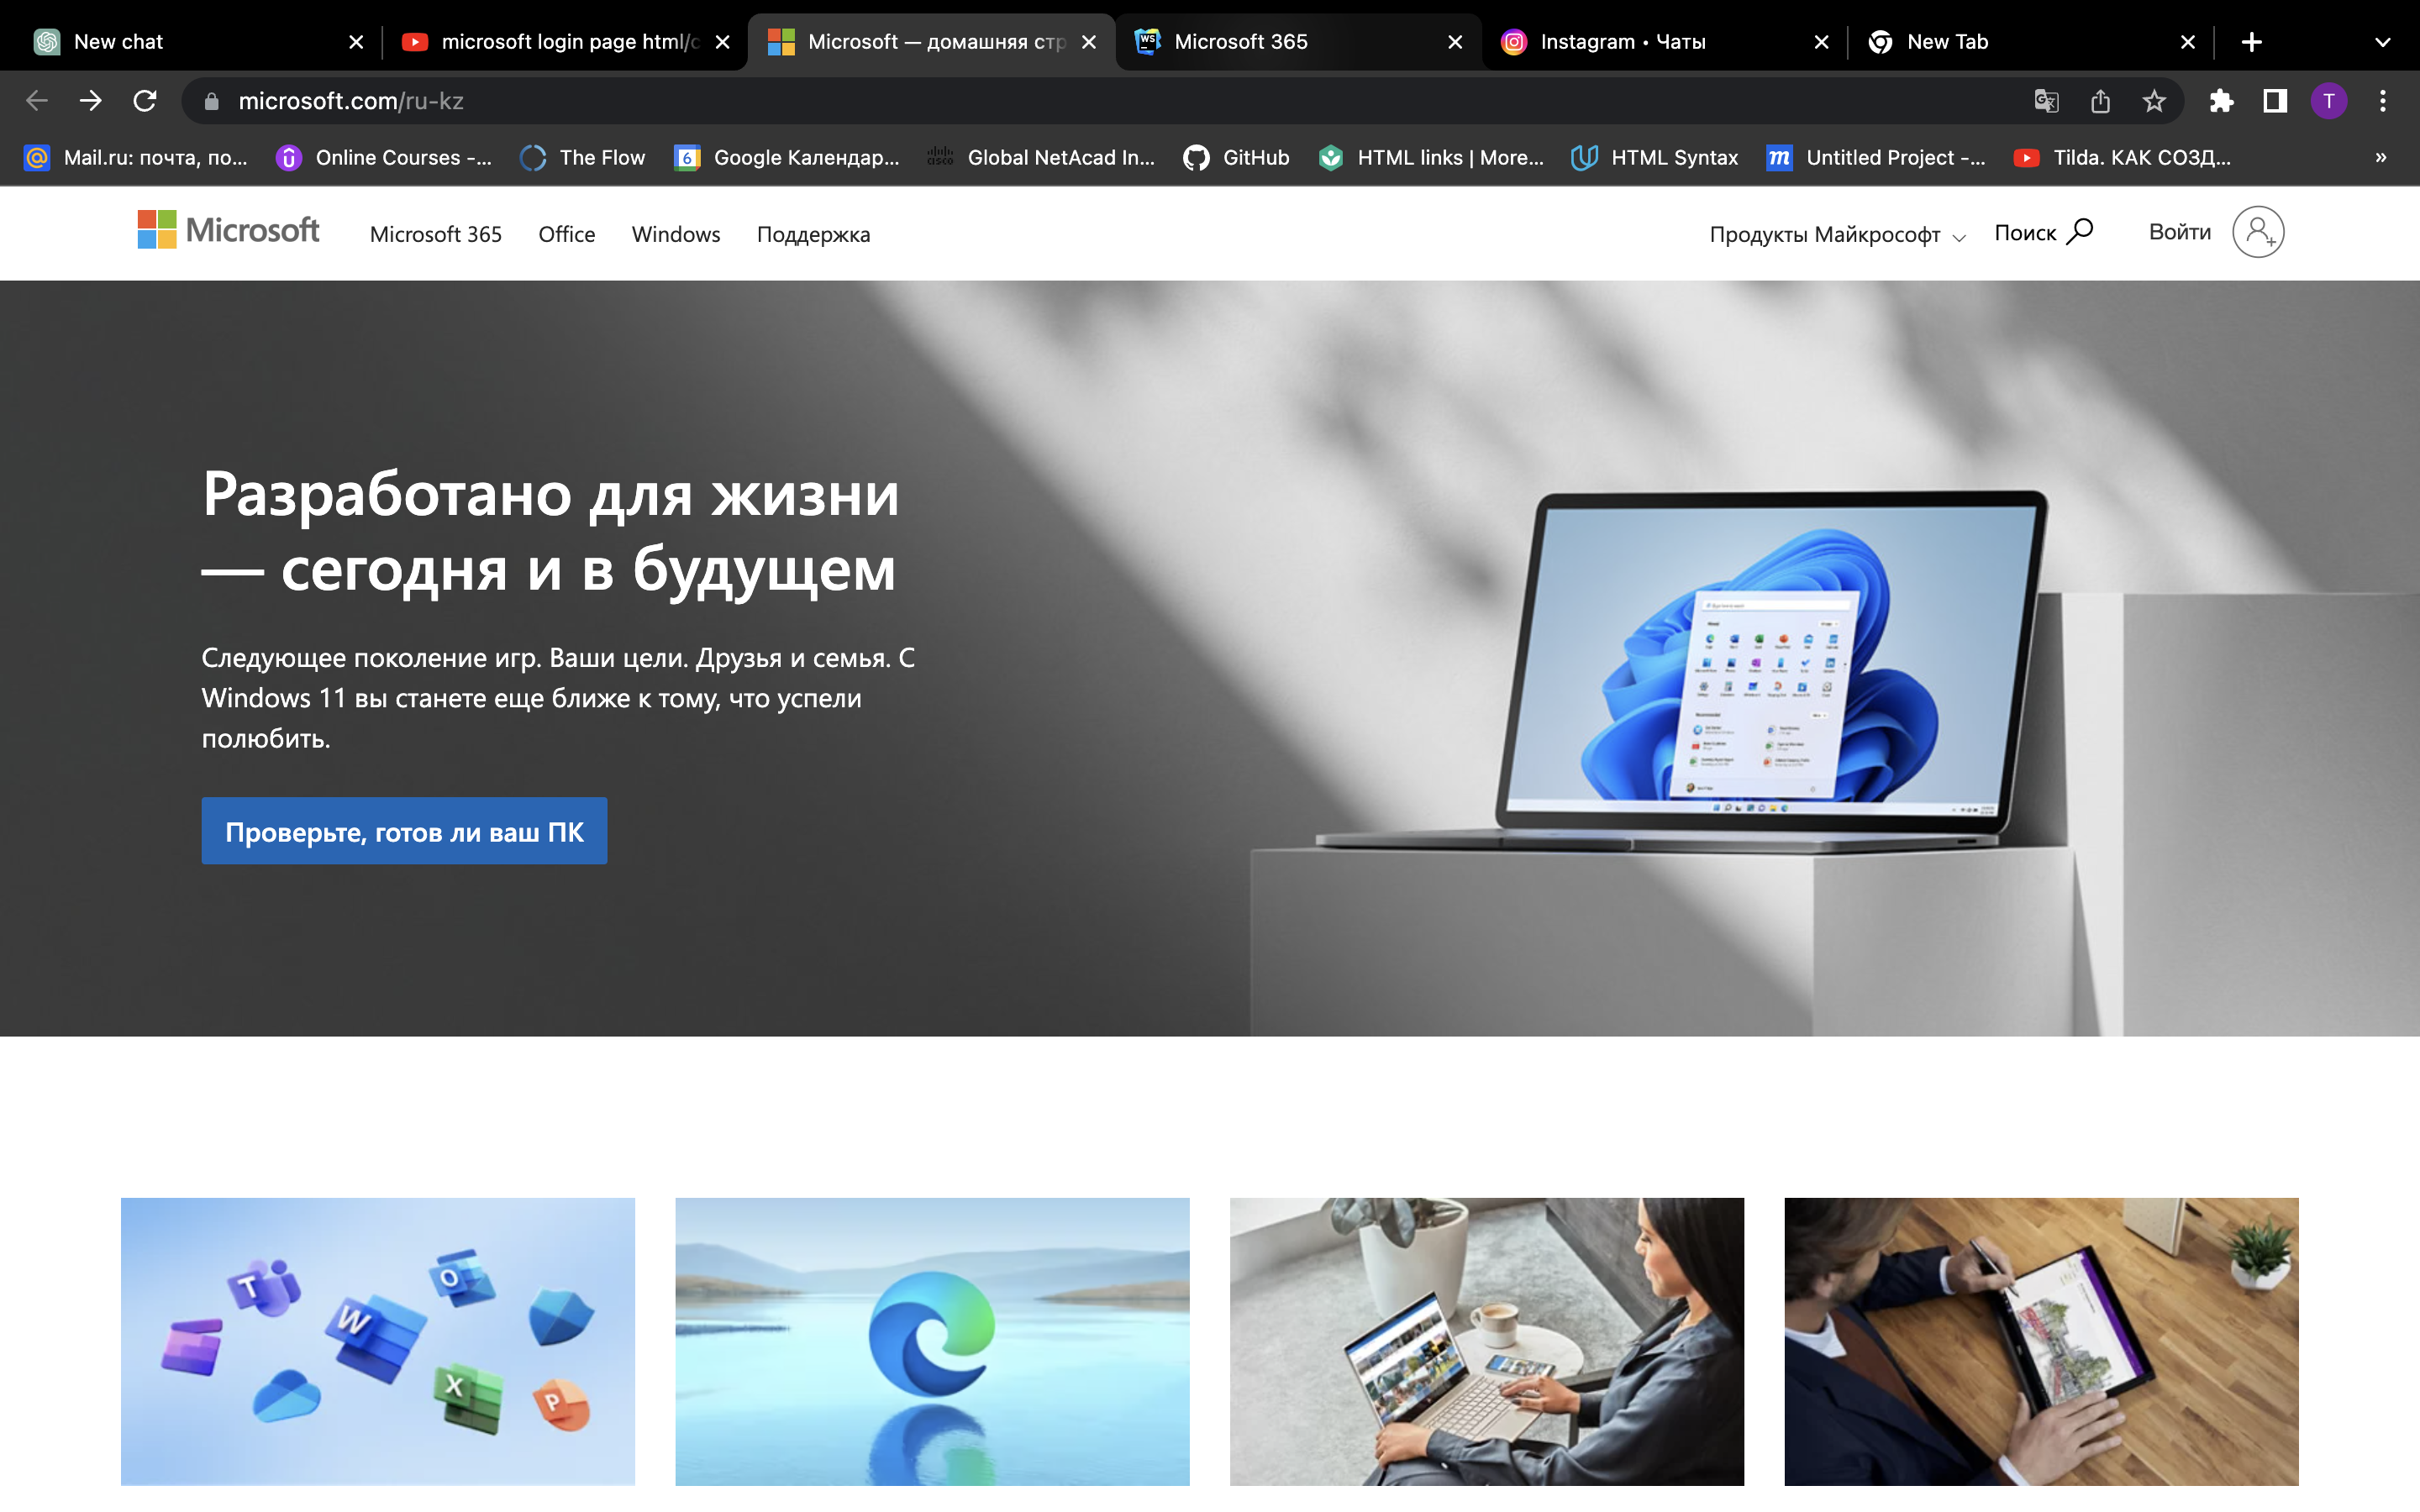 New chat
microsoft login page html/c
Microsoft — домашняя стр
Microsoft 365
Instagram • Чаты
New Tab
microsoft.com/ru-kz
T
Mail.ru: почта, по...
Online Courses -...
The Flow
6
Google Календар...
cisco
Global NetAcad In...
GitHub
HTML links | More...
HTML Syntax
m
Untitled Project -...
Tilda. КАК СОЗД...
»
Microsoft
Microsoft 365
Office
Windows
Поддержка
Продукты Майкрософт
Поиск
Войти
Разработано для жизни
— сегодня и в будущем
Следующее поколение игр. Ваши цели. Друзья и семья. С
Windows 11 вы станете еще ближе к тому, что успели
полюбить.
Проверьте, готов ли ваш ПК
T
O
W
X
P